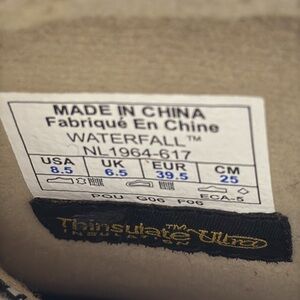 MADE IN CHINA
Fabriqué En Chine
WATERFALL™
NL1964-617
USA UK EUR CM
8.5 6.5 39.5 25
ECA-5
POU G06 F06
Thinsulate™ Ultra
INSULATION